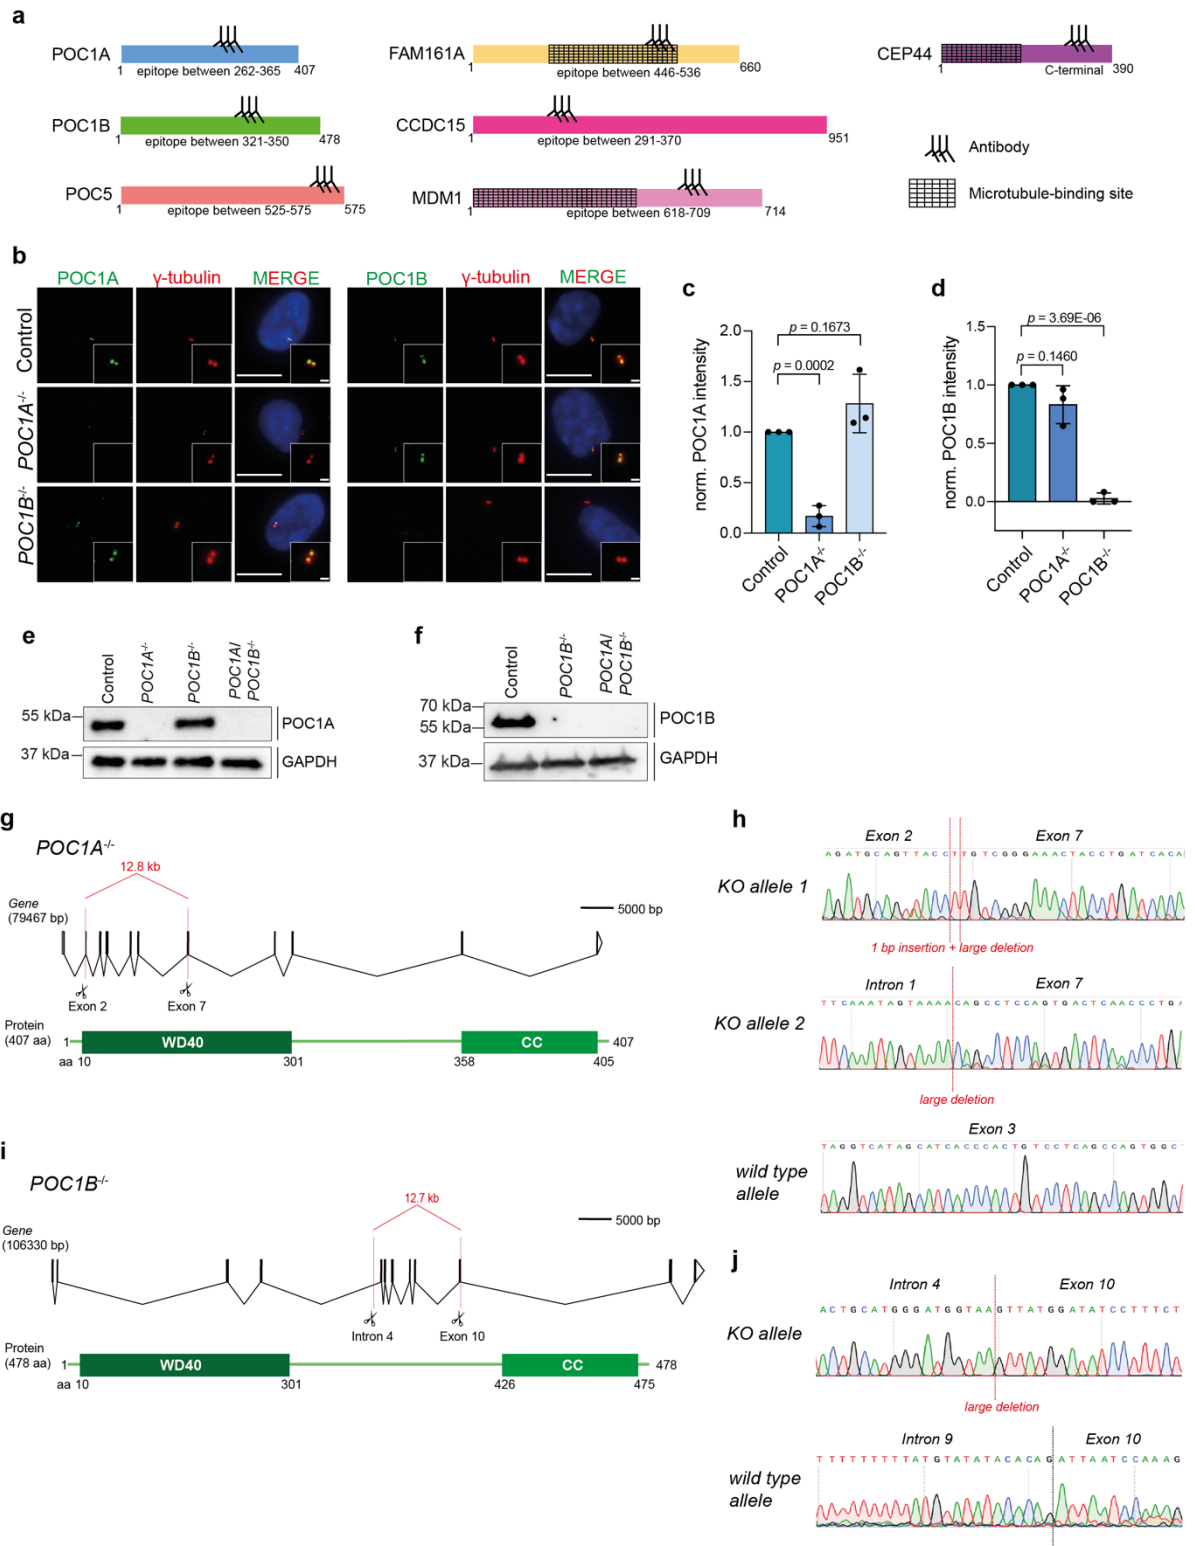 a
POC1A
1
epitope between 262-365
407
FAM161A
1
epitope between 446-536
660
CEP44
1
C-terminal
390
POC1B
1
epitope between 321-350
478
CCDC15
1
epitope between 291-370
951
Antibody
POC5
1
epitope between 525-575
575
MDM1
1
epitope between 618-709
714
Microtubule-binding site
b
POC1A
γ-tubulin
MERGE
POC1B
γ-tubulin
MERGE
Control
POC1A-/-
POC1B-/-
c
norm. POC1A intensity
2.0
1.5
1.0
0.5
0.0
p = 0.1673
p = 0.0002
Control
POC1A-/-
POC1B-/-
d
norm. POC1B intensity
1.5
1.0
0.5
0.0
p = 3.69E-06
p = 0.1460
Control
POC1A-/-
POC1B-/-
e
Control
POC1A-/-
POC1B-/-
POC1A/
POC1B-/-
55 kDa
POC1A
37 kDa
GAPDH
f
Control
POC1B-/-
POC1A/
POC1B-/-
70 kDa
55 kDa
POC1B
37 kDa
GAPDH
g
POC1A-/-
12.8 kb
Gene
(79467 bp)
5000 bp
Exon 2
Exon 7
Protein
(407 aa)
1
WD40
CC
407
aa 10
301
358
405
h
Exon 2
Exon 7
AGATGCAGTTACCTTGTCGGGAAACTACCTGATCACA
KO allele 1
1 bp insertion + large deletion
Intron 1
Exon 7
TTCAAATAGTAAAACAGCCTCCAGTGACTCAACCCTGA
KO allele 2
large deletion
Exon 3
TAGGTCATAGCATCACCCACTGTCCTCAGCCAGTGGCT
wild type
allele
i
POC1B-/-
12.7 kb
Gene
(106330 bp)
5000 bp
Intron 4
Exon 10
Protein
(478 aa)
1
WD40
CC
478
aa 10
301
426
475
j
Intron 4
Exon 10
ACTGCATGGGATGGTAAGTTATGGATATCCTTTCT
KO allele
large deletion
Intron 9
Exon 10
TTTTTTTTTATGTATATACACAGATTAATCCAAAG
wild type
allele